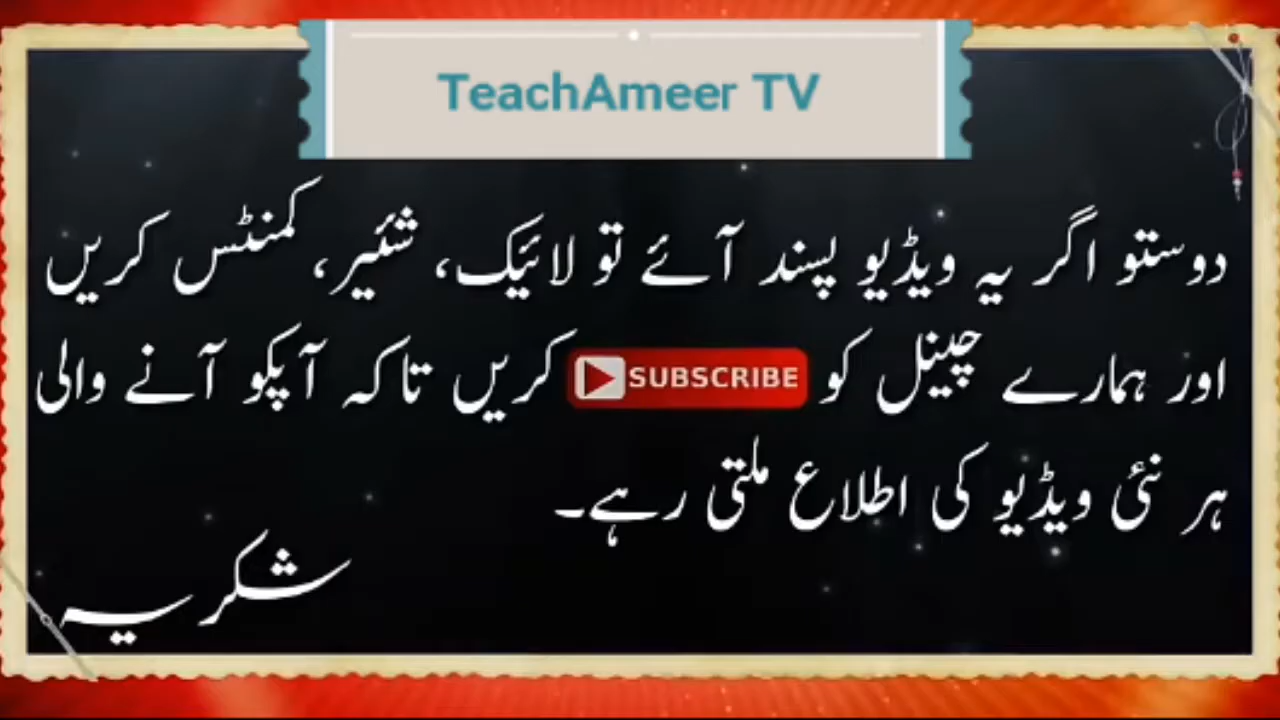 TeachAmeer TV
دوستو اگر یہ ویڈیو پسند آئے تو لائیک، شئیر، کمنٹس کریں
اور ہمارے چینل کو SUBSCRIBE کریں تاکہ آپکو آنے والی
ہر نئی ویڈیو کی اطلاع ملتی رہے۔
شکریہ